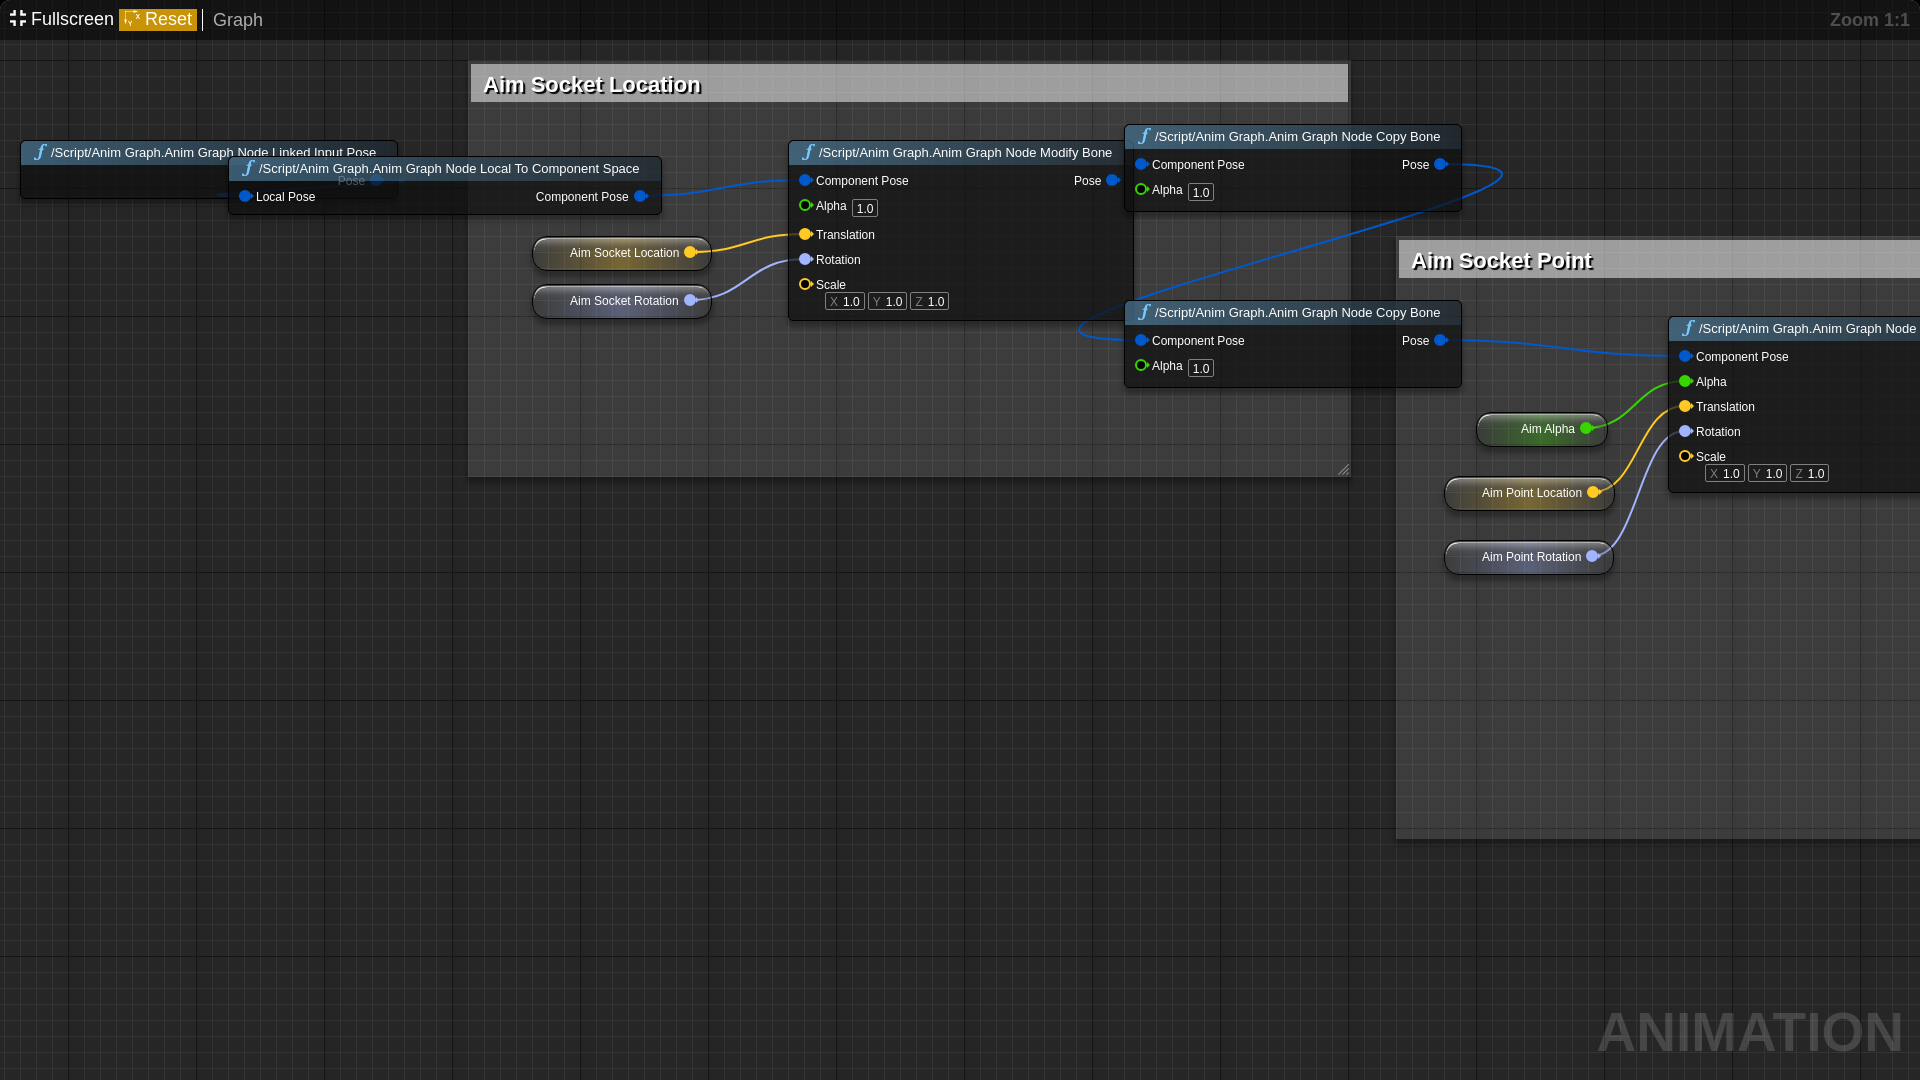 Fullscreen Reset Graph Zoom 1:1
Aim Socket Location
/Script/Anim Graph.Anim Graph Node Linked Input Pose
Pose
/Script/Anim Graph.Anim Graph Node Local To Component Space
Local Pose Component Pose
Aim Socket Location
Aim Socket Rotation
/Script/Anim Graph.Anim Graph Node Modify Bone
Component Pose Pose
Alpha 1.0
Translation
Rotation
Scale
X 1.0 Y 1.0 Z 1.0
/Script/Anim Graph.Anim Graph Node Copy Bone
Component Pose Pose
Alpha 1.0
/Script/Anim Graph.Anim Graph Node Copy Bone
Component Pose Pose
Alpha 1.0
Aim Socket Point
/Script/Anim Graph.Anim Graph Node
Component Pose
Alpha
Translation
Rotation
Scale
X 1.0 Y 1.0 Z 1.0
Aim Alpha
Aim Point Location
Aim Point Rotation
ANIMATION